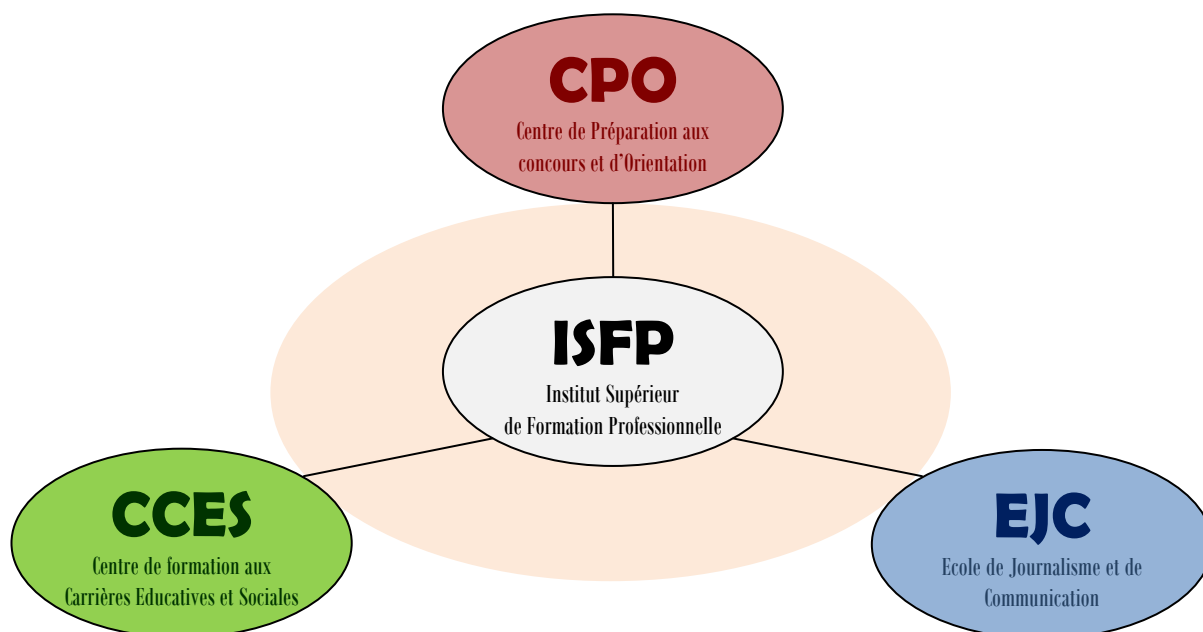 CPO
Centre de Préparation aux
concours et d’Orientation
ISFP
Institut Supérieur
de Formation Professionnelle
CCES
Centre de formation aux
Carrières Educatives et Sociales
EJC
Ecole de Journalisme et de
Communication